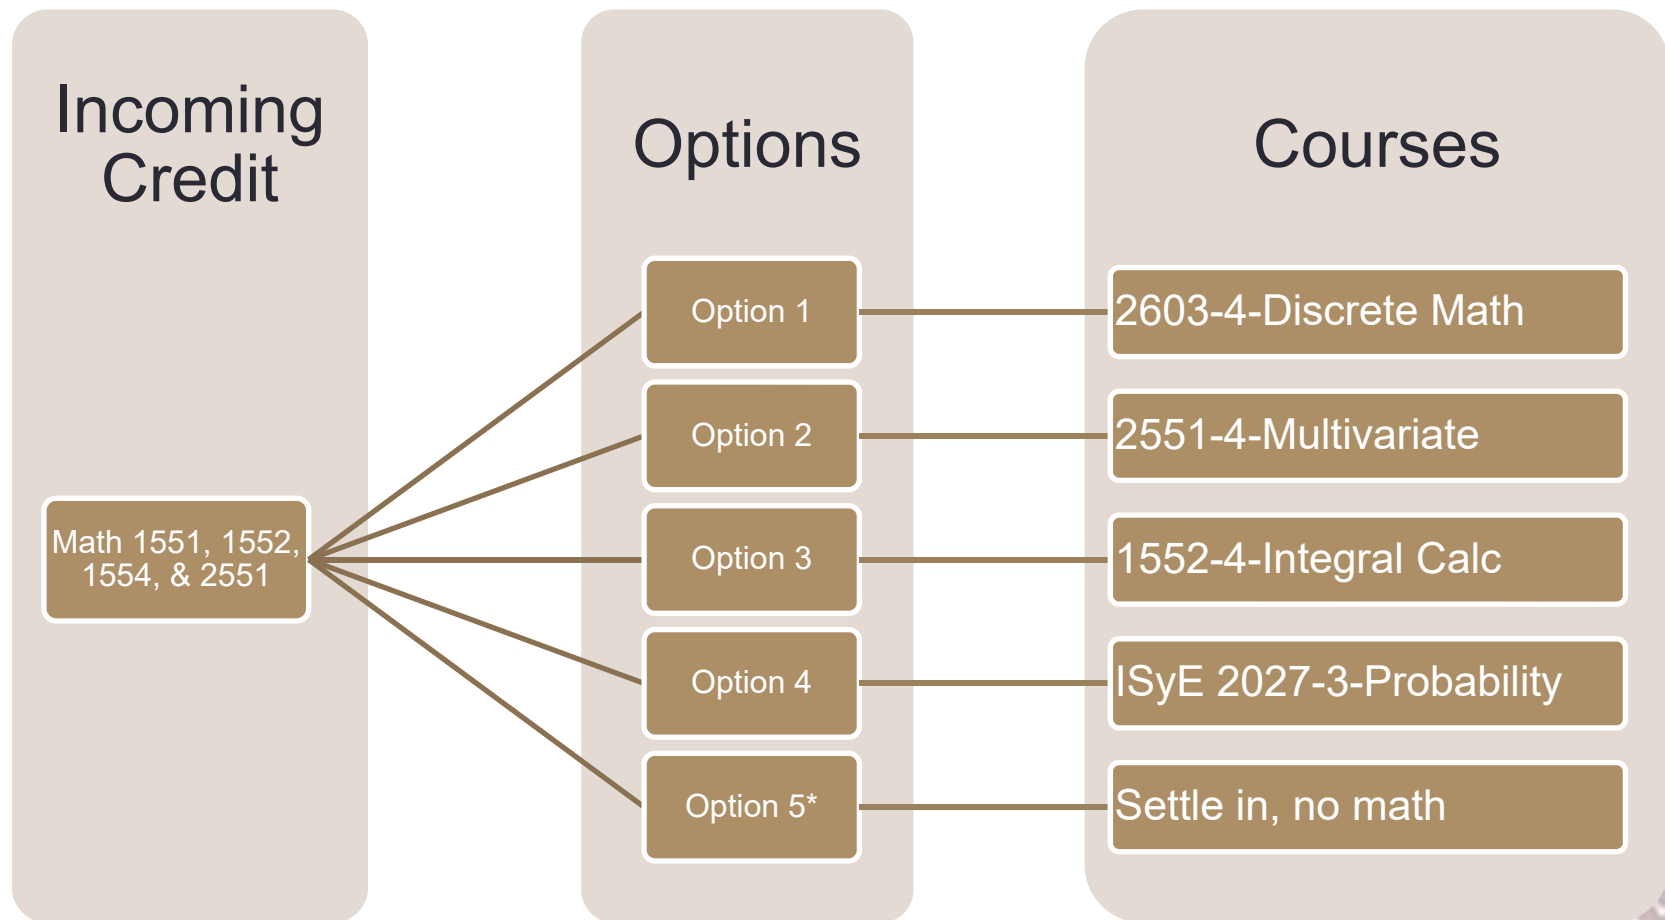 Incoming
Credit
Options
Courses
Math 1551, 1552,
1554, & 2551
Option 1
2603-4-Discrete Math
Option 2
2551-4-Multivariate
Option 3
1552-4-Integral Calc
Option 4
ISyE 2027-3-Probability
Option 5*
Settle in, no math